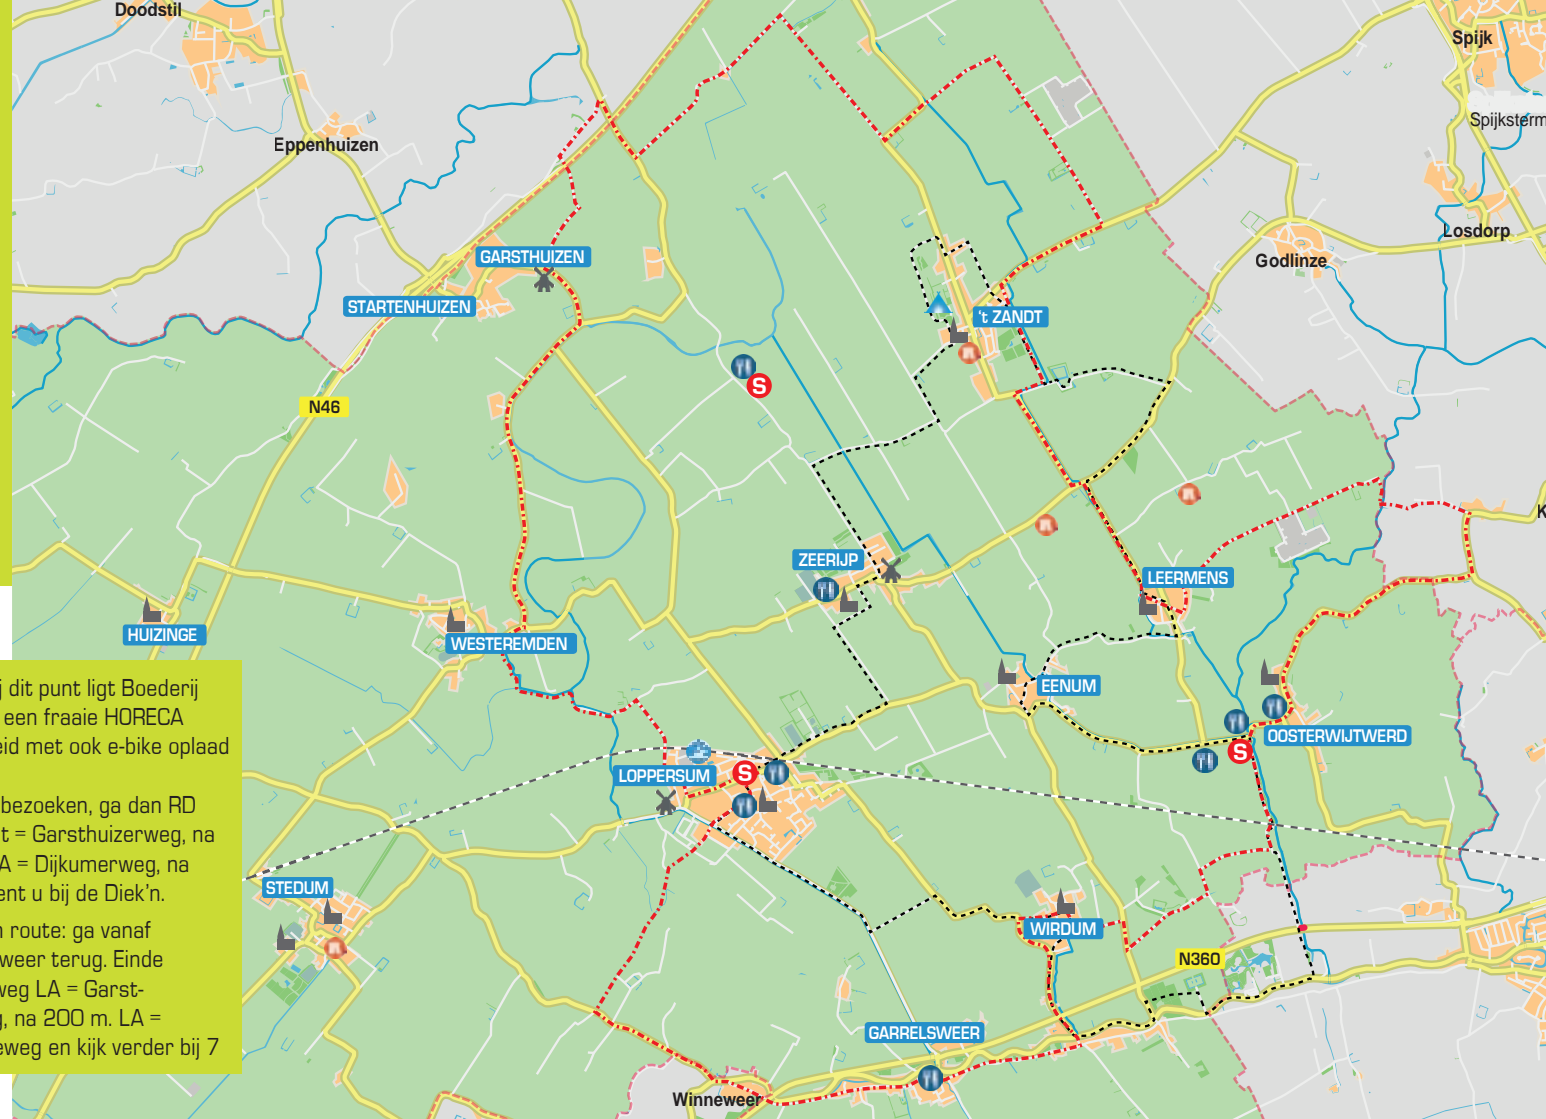 Doodstil
Spijk
Spijksterm
Eppenhuizen
Losdorp
Godlinze
GARSTHUIZEN
STARTENHUIZEN
't ZANDT
N46
S
K
ZEERIJP
LEERMENS
HUIZINGE
WESTEREMDEN
EENUM
OOSTERWIJTWERD
S
LOPPERSUM
S
j dit punt ligt Boederij
een fraaie HORECA
eid met ook e-bike oplaad
bezoeken, ga dan RD
t = Garsthuizerweg, na
A = Dijkumerweg, na
ent u bij de Diek'n.
n route: ga vanaf
weer terug. Einde
weg LA = Garst-
g, na 200 m. LA =
eweg en kijk verder bij 7
STEDUM
WIRDUM
N360
GARRELSWEER
Winneweer